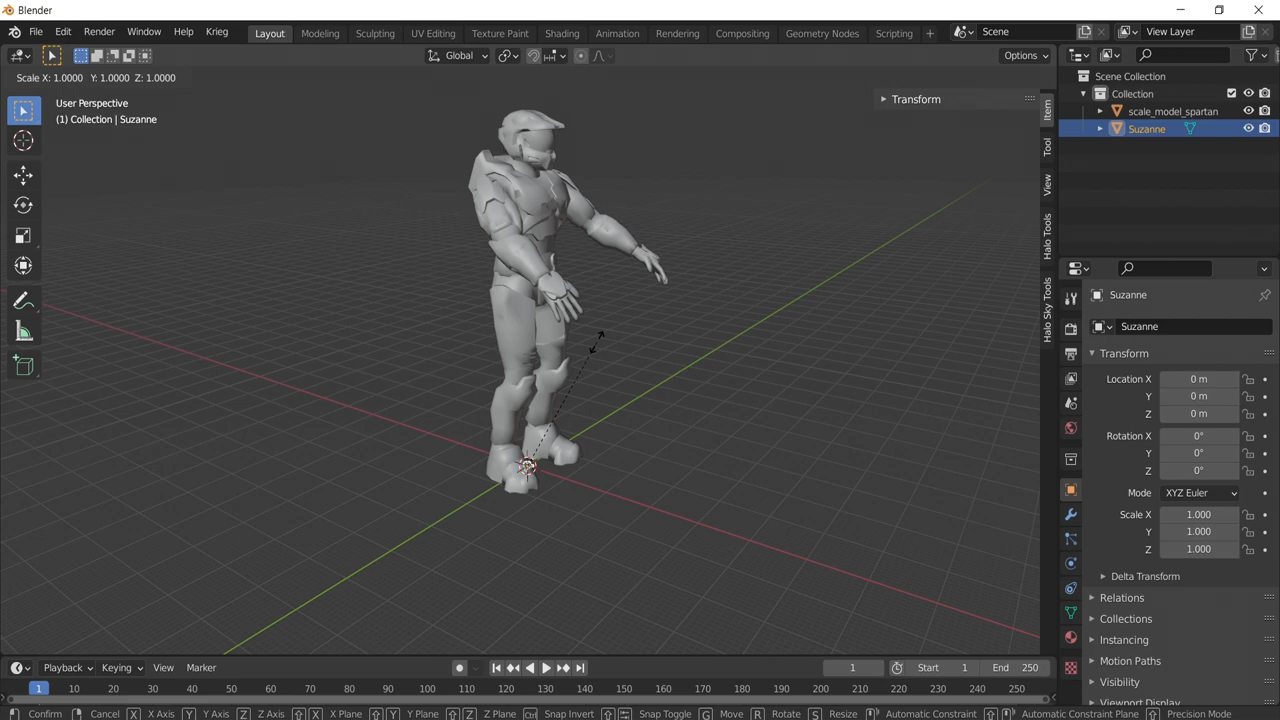 Blender
File Edit Render Window Help Krieg
Layout Modeling Sculpting UV Editing Texture Paint Shading Animation Rendering Compositing Geometry Nodes Scripting +
Scene
View Layer
Global
Options
Scale X: 1.0000 Y: 1.0000 Z: 1.0000
User Perspective
(1) Collection | Suzanne
Transform
Item
Tool
View
Halo Tools
Halo Sky Tools
Scene Collection
Collection
scale_model_spartan
Suzanne
Suzanne
Suzanne
Transform
Location X 0 m
Y 0 m
Z 0 m
Rotation X 0°
Y 0°
Z 0°
Mode XYZ Euler
Scale X 1.000
Y 1.000
Z 1.000
Delta Transform
Relations
Collections
Instancing
Motion Paths
Visibility
Viewport Display
Playback Keying View Marker
1 Start 1 End 250
1 10 20 30 40 50 60 70 80 90 100 110 120 130 140 150 160 170 180 190 200 210 220 230 240 250
Confirm Cancel X X Axis Y Y Axis Z Z Axis X X Plane Y Y Plane Z Z Plane Ctrl Snap Invert Snap Toggle G Move R Rotate S Resize Automatic Constraint Automatic Constraint Plane Precision Mode